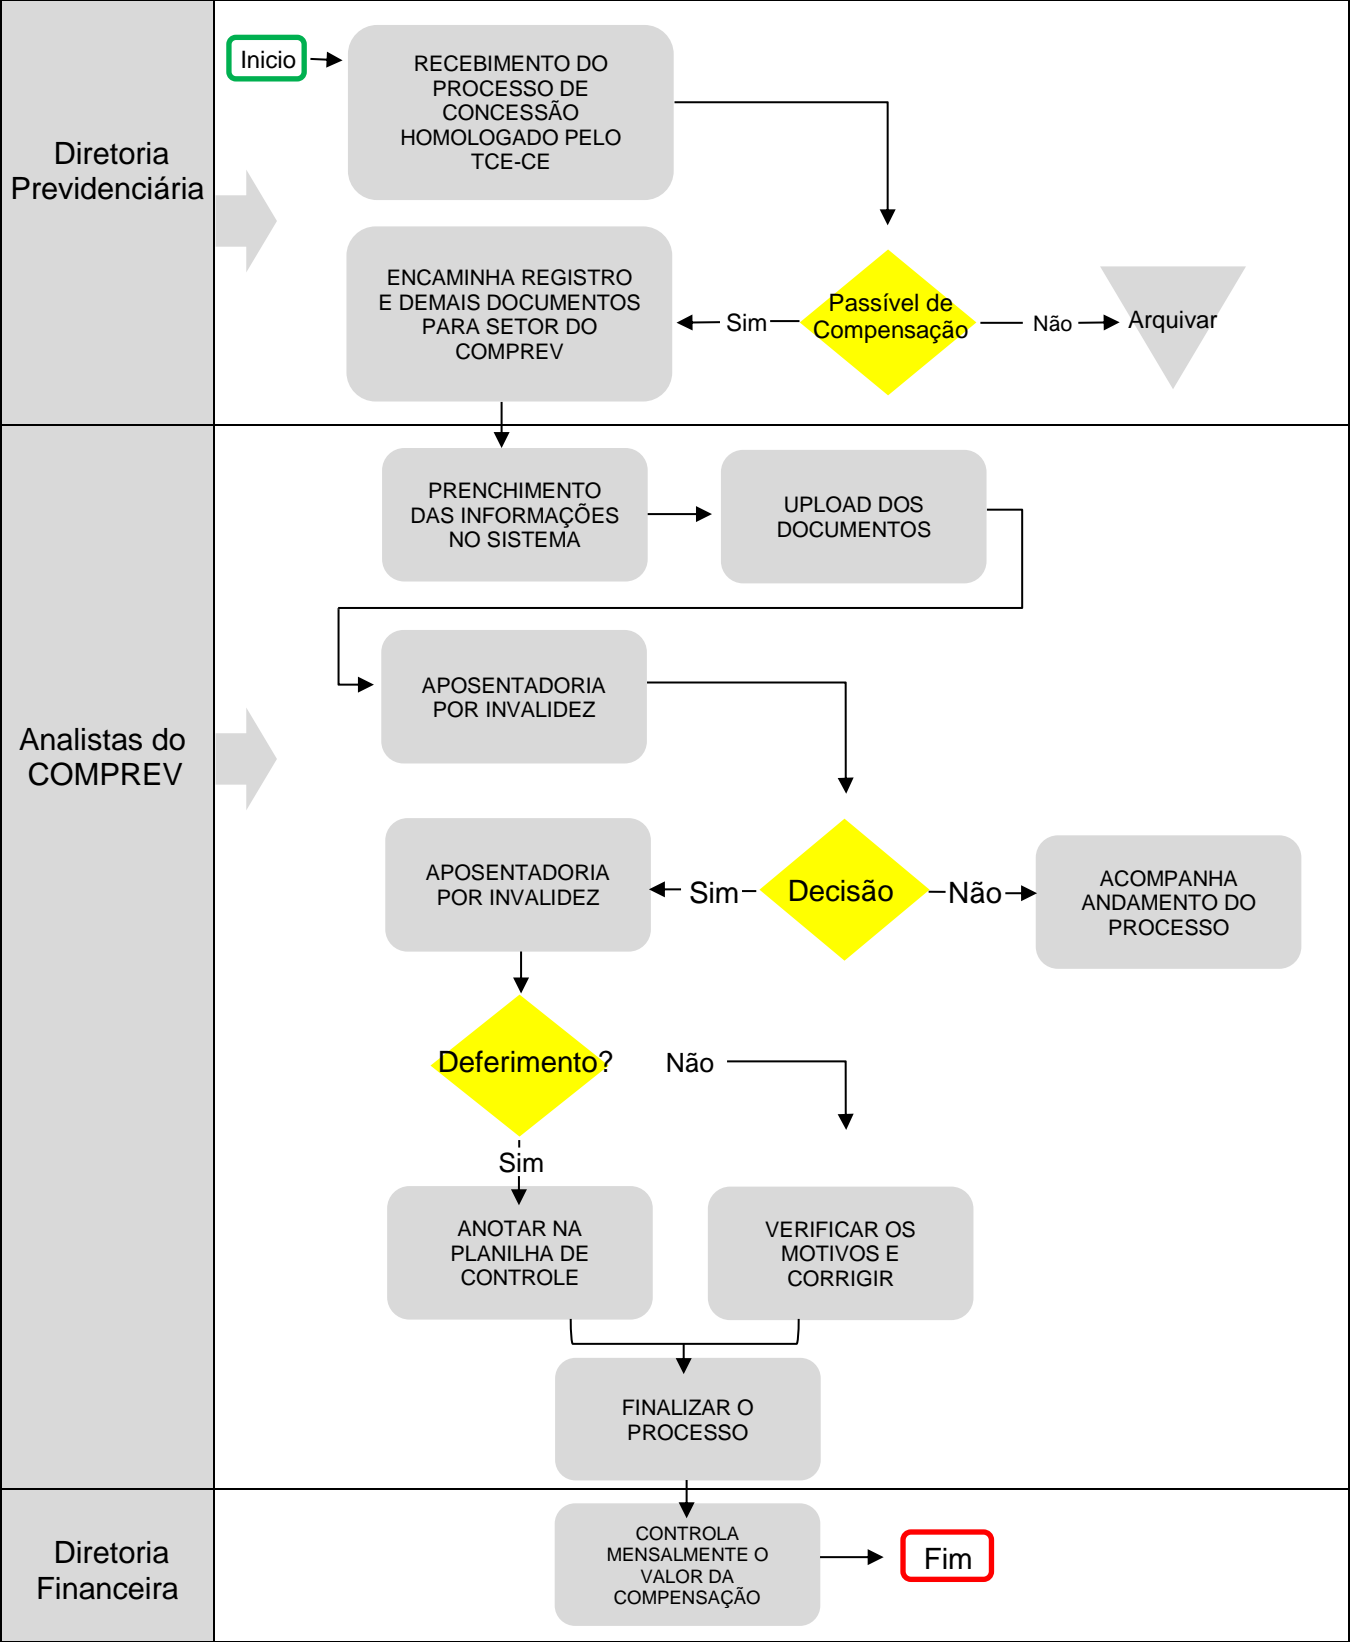 Diretoria
Previdenciária
Inicio
RECEBIMENTO DO
PROCESSO DE
CONCESSÃO
HOMOLOGADO PELO
TCE-CE
ENCAMINHA REGISTRO
E DEMAIS DOCUMENTOS
PARA SETOR DO
COMPREV
Sim
Passível de
Compensação
Não
Arquivar
Analistas do
COMPREV
PRENCHIMENTO
DAS INFORMAÇÕES
NO SISTEMA
UPLOAD DOS
DOCUMENTOS
APOSENTADORIA
POR INVALIDEZ
APOSENTADORIA
POR INVALIDEZ
Sim
Decisão
Não
ACOMPANHA
ANDAMENTO DO
PROCESSO
Deferimento?
Não
Sim
ANOTAR NA
PLANILHA DE
CONTROLE
VERIFICAR OS
MOTIVOS E
CORRIGIR
FINALIZAR O
PROCESSO
Diretoria
Financeira
CONTROLA
MENSALMENTE O
VALOR DA
COMPENSAÇÃO
Fim